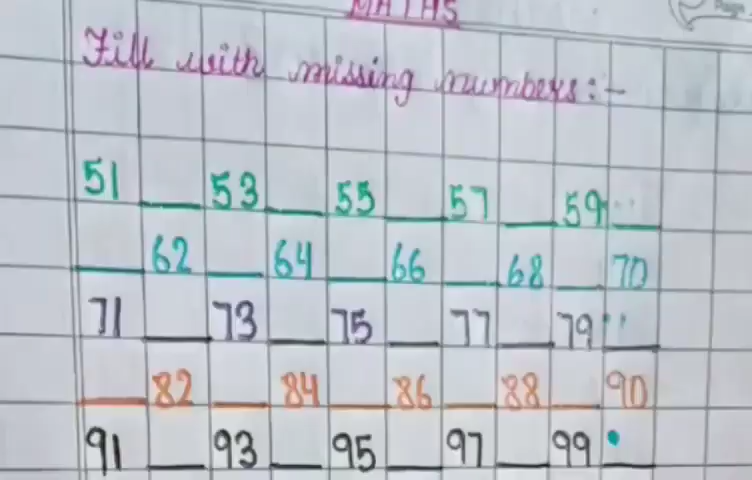 MATHS
Page
Fill with missing numbers:-
51 __ 53 __ 55 __ 57 __ 59 __
__ 62 __ 64 __ 66 __ 68 __ 70
71 __ 73 __ 75 __ 77 __ 79 __
__ 82 __ 84 __ 86 __ 88 __ 90
91 __ 93 __ 95 __ 97 __ 99 __